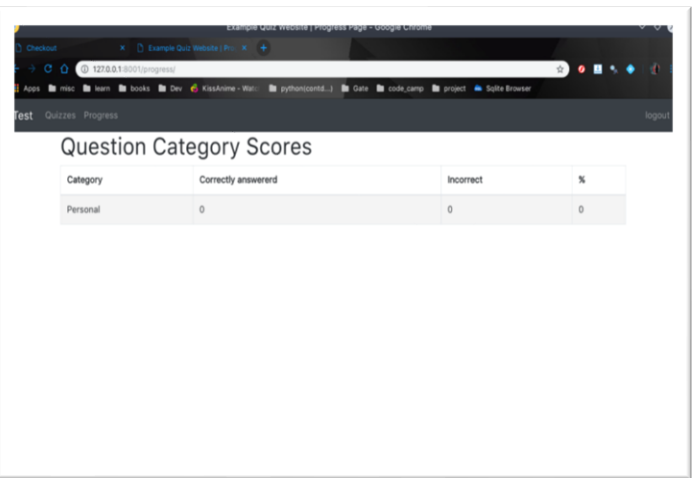 Example Quiz Website | Progress Page - Google Chrome
Checkout × Example Quiz Website | Pro × +
127.0.0.1:8001/progress/
Apps misc learn books Dev KissAnime - Watc python(contd...) Gate code_camp project Sqlite Browser
Test Quizzes Progress logout
Question Category Scores
Category Correctly answererd Incorrect %
Personal 0 0 0